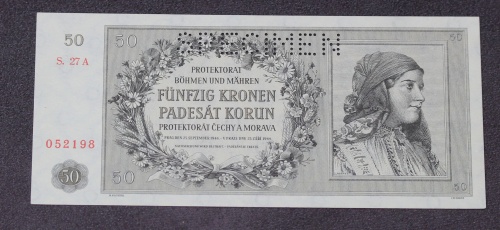 SPECIMEN
50
50
S. 27 A
PROTEKTORAT
BÖHMEN UND MÄHREN
FÜNFZIG KRONEN
PADESÁT KORUN
PROTEKTORÁT ČECHY A MORAVA
052198
50
50
50